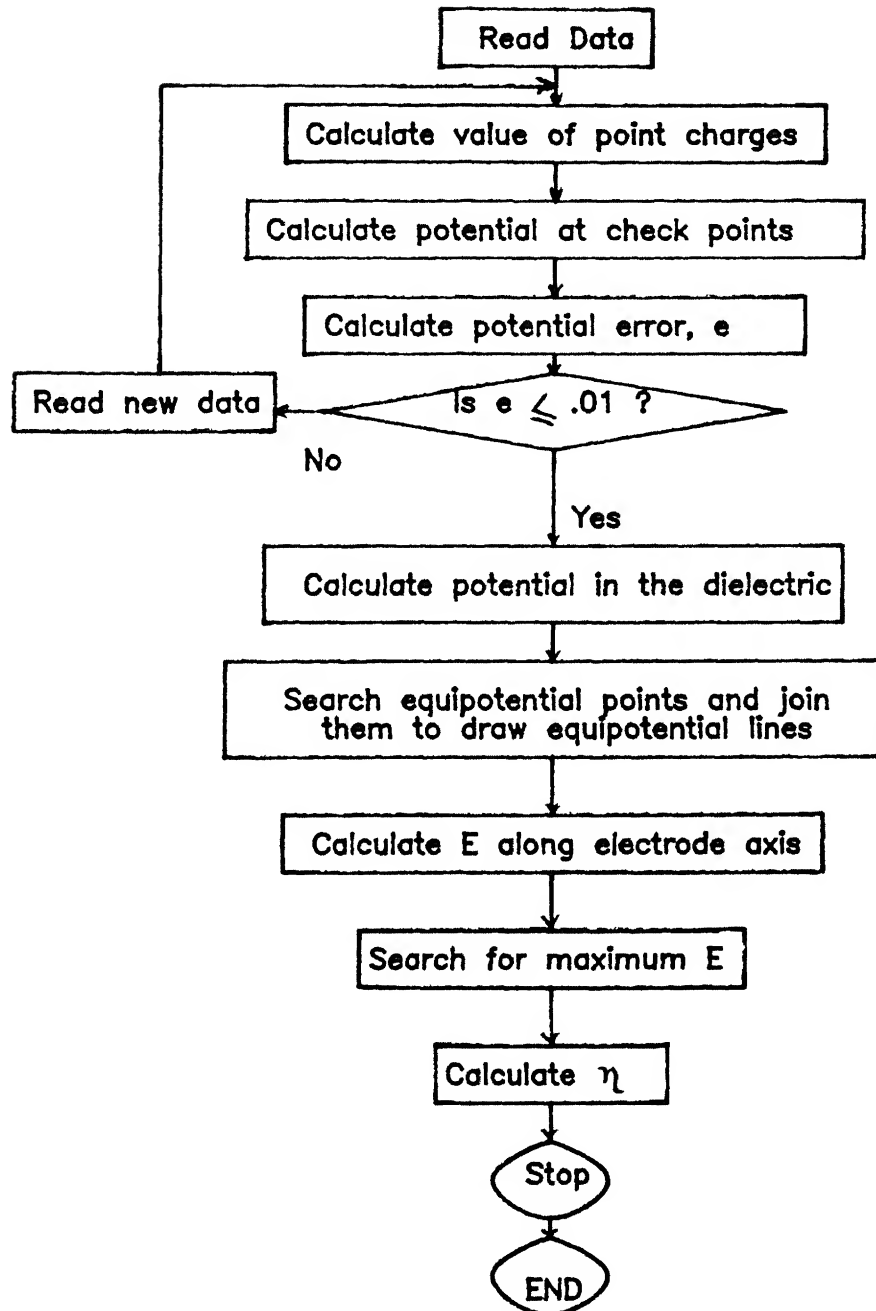 Read Data
Calculate value of point charges
Calculate potential at check points
Calculate potential error, e
Read new data
Is e ≤ .01 ?
No
Yes
Calculate potential in the dielectric
Search equipotential points and join
them to draw equipotential lines
Calculate E along electrode axis
Search for maximum E
Calculate η
Stop
END